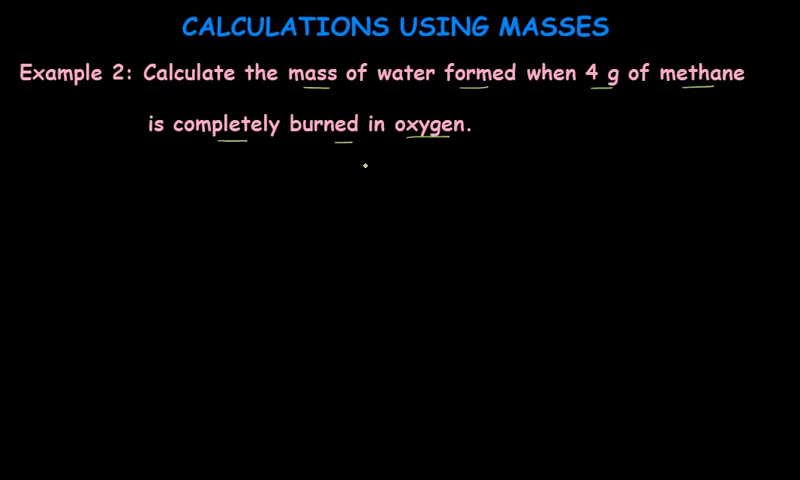 CALCULATIONS USING MASSES
Example 2: Calculate the mass of water formed when 4 g of methane
is completely burned in oxygen.